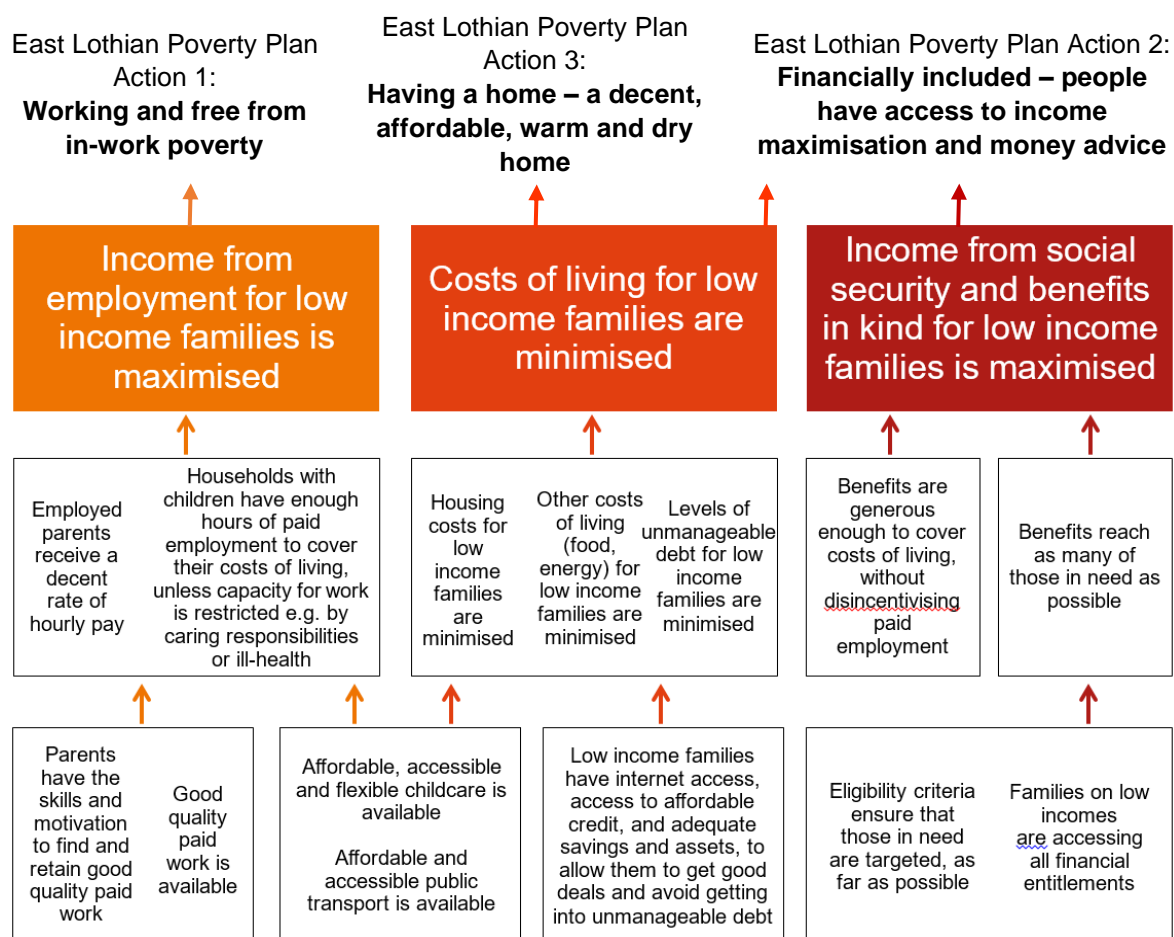 East Lothian Poverty Plan
Action 1:
Working and free from
in-work poverty
East Lothian Poverty Plan
Action 3:
Having a home – a decent,
affordable, warm and dry
home
East Lothian Poverty Plan Action 2:
Financially included – people
have access to income
maximisation and money advice
Income from
employment for low
income families is
maximised
Costs of living for low
income families are
minimised
Income from social
security and benefits
in kind for low income
families is maximised
Employed
parents
receive a
decent
rate of
hourly pay
Households with
children have enough
hours of paid
employment to cover
their costs of living,
unless capacity for work
is restricted e.g. by
caring responsibilities
or ill-health
Housing
costs for
low
income
families
are
minimised
Other costs
of living
(food,
energy) for
low income
families are
minimised
Levels of
unmanageable
debt for low
income
families are
minimised
Benefits are
generous
enough to cover
costs of living,
without
disincentivising
paid
employment
Benefits reach
as many of
those in need as
possible
Parents
have the
skills and
motivation
to find and
retain good
quality paid
work
Good
quality
paid
work is
available
Affordable, accessible
and flexible childcare is
available
Affordable and
accessible public
transport is available
Low income families
have internet access,
access to affordable
credit, and adequate
savings and assets, to
allow them to get good
deals and avoid getting
into unmanageable debt
Eligibility criteria
ensure that
those in need
are targeted, as
far as possible
Families on low
incomes
are accessing
all financial
entitlements